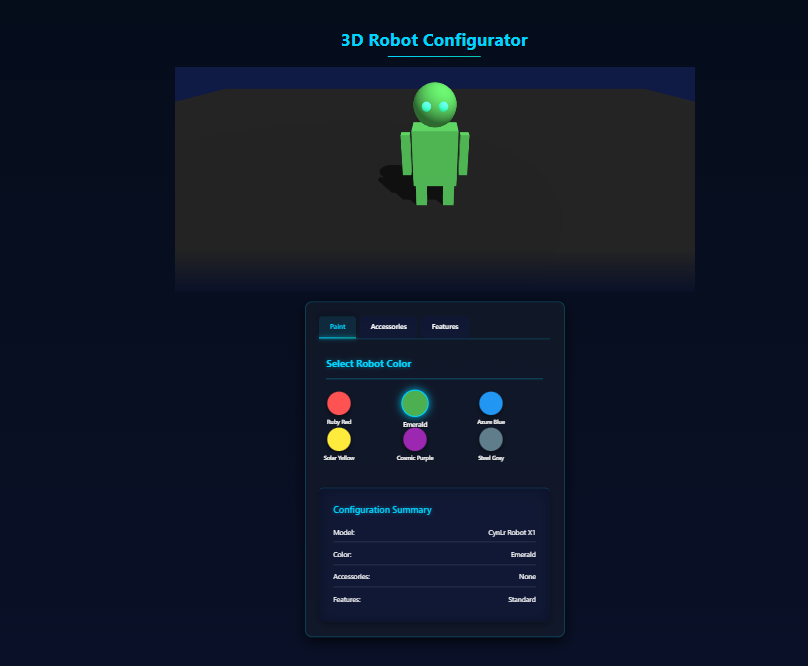 3D Robot Configurator
Paint Accessories Features
Select Robot Color
Ruby Red Emerald Azure Blue
Solar Yellow Cosmic Purple Steel Gray
Configuration Summary
Model: CynLr Robot X1
Color: Emerald
Accessories: None
Features: Standard